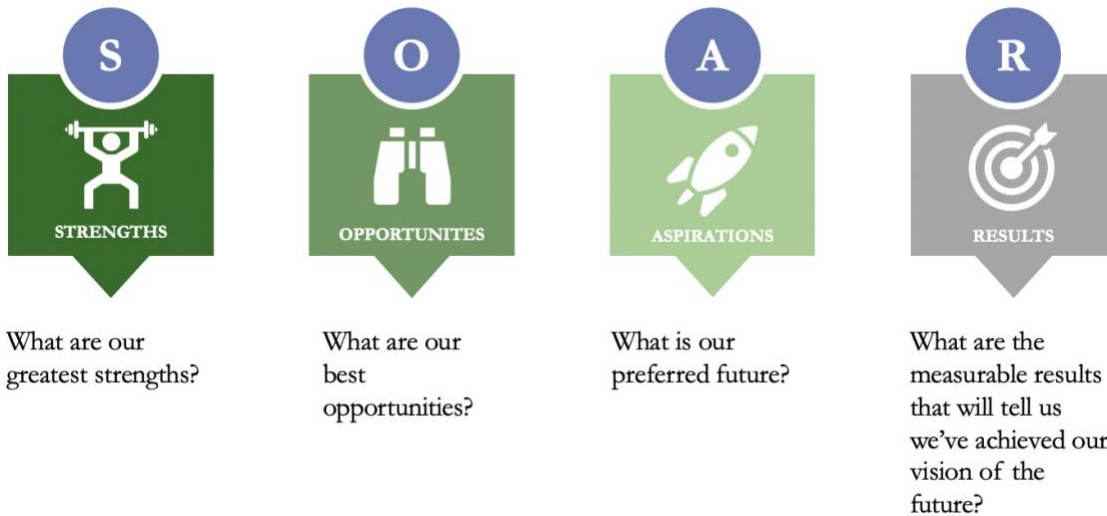 S
STRENGTHS
What are our
greatest strengths?
O
OPPORTUNITES
What are our
best
opportunities?
A
ASPIRATIONS
What is our
preferred future?
R
RESULTS
What are the
measurable results
that will tell us
we’ve achieved our
vision of the
future?